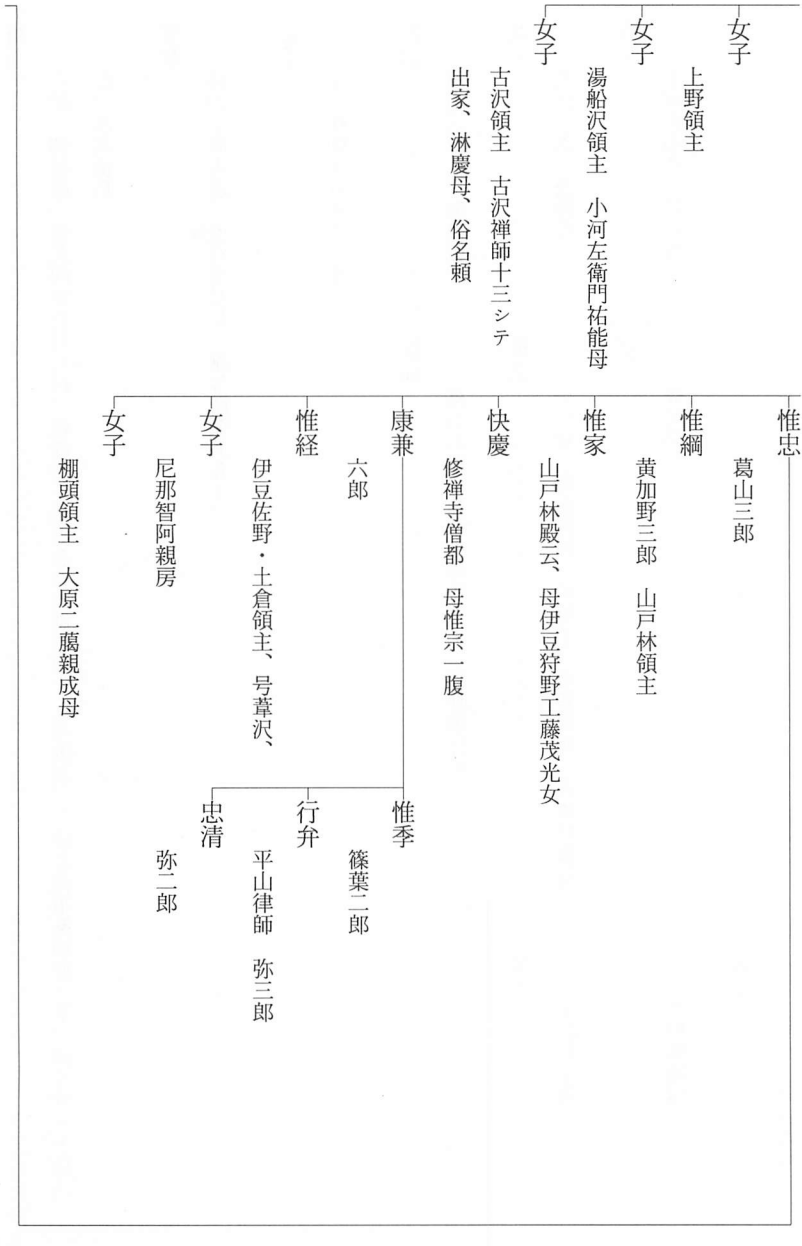 女子
上野領主
女子
湯船沢領主　小河左衛門祐能母
女子
古沢領主　古沢禅師十三シテ
出家、淋慶母、俗名頼
惟忠
葛山三郎
惟綱
黄加野三郎　山戸林領主
惟家
山戸林殿云、母伊豆狩野工藤茂光女
快慶
修禅寺僧都　母惟宗一腹
康兼
六郎
惟経
伊豆佐野・土倉領主、号葦沢、
女子
尼那智阿親房
女子
棚頭領主　大原二﨟親成母
惟季
篠葉二郎
行弁
平山律師　弥三郎
忠清
弥二郎